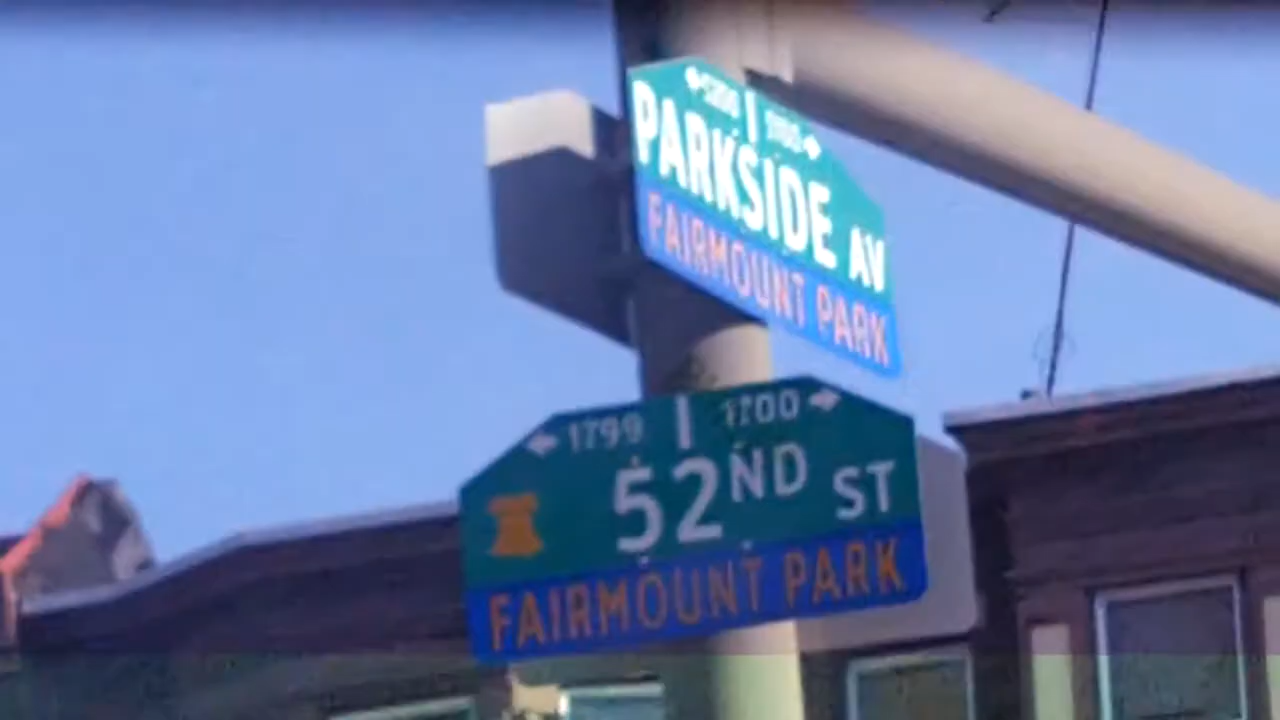 PARKSIDE AV
FAIRMOUNT PARK
1799 1700
52ND ST
FAIRMOUNT PARK